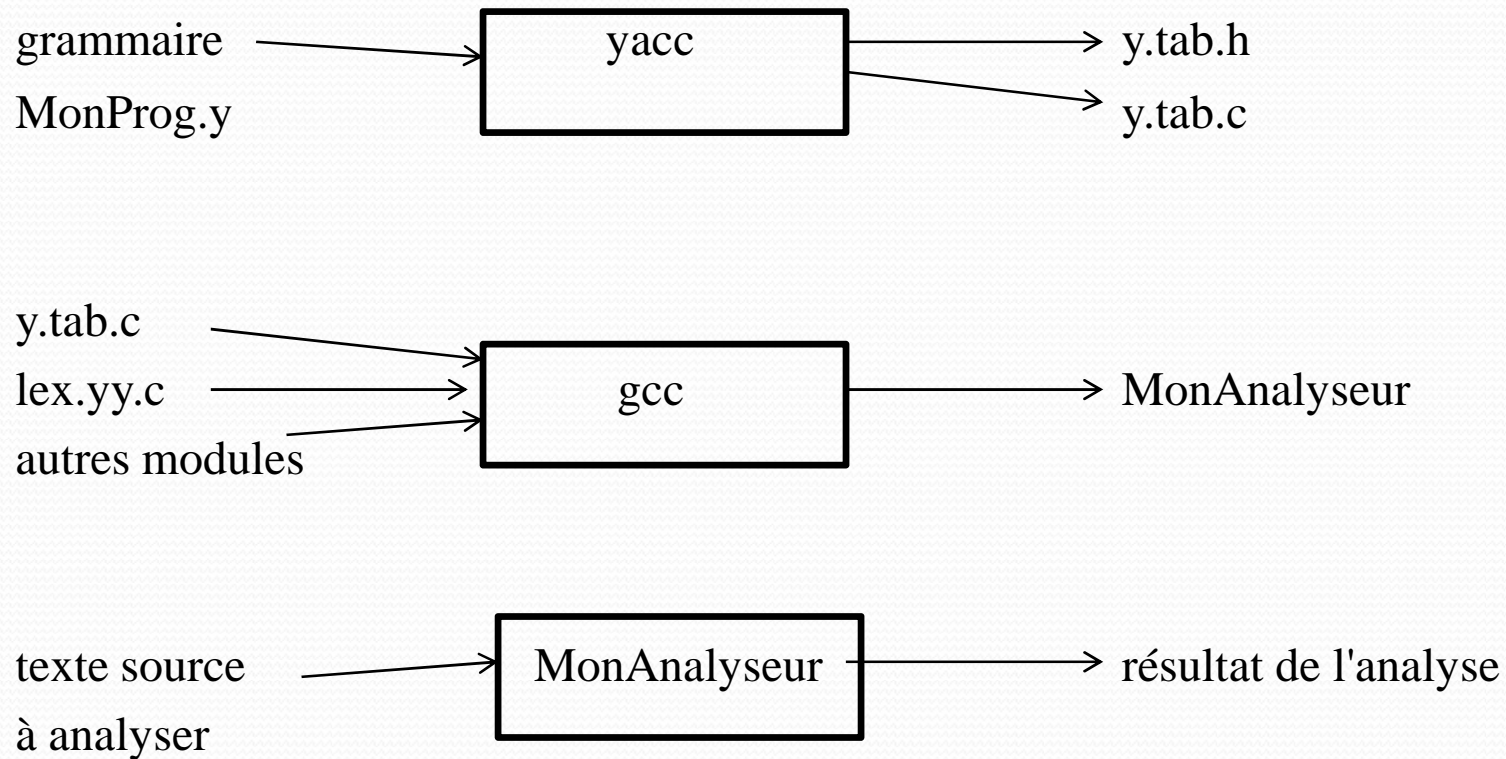 grammaire
MonProg.y
yacc
y.tab.h
y.tab.c
y.tab.c
lex.yy.c
autres modules
gcc
MonAnalyseur
texte source
à analyser
MonAnalyseur
résultat de l'analyse